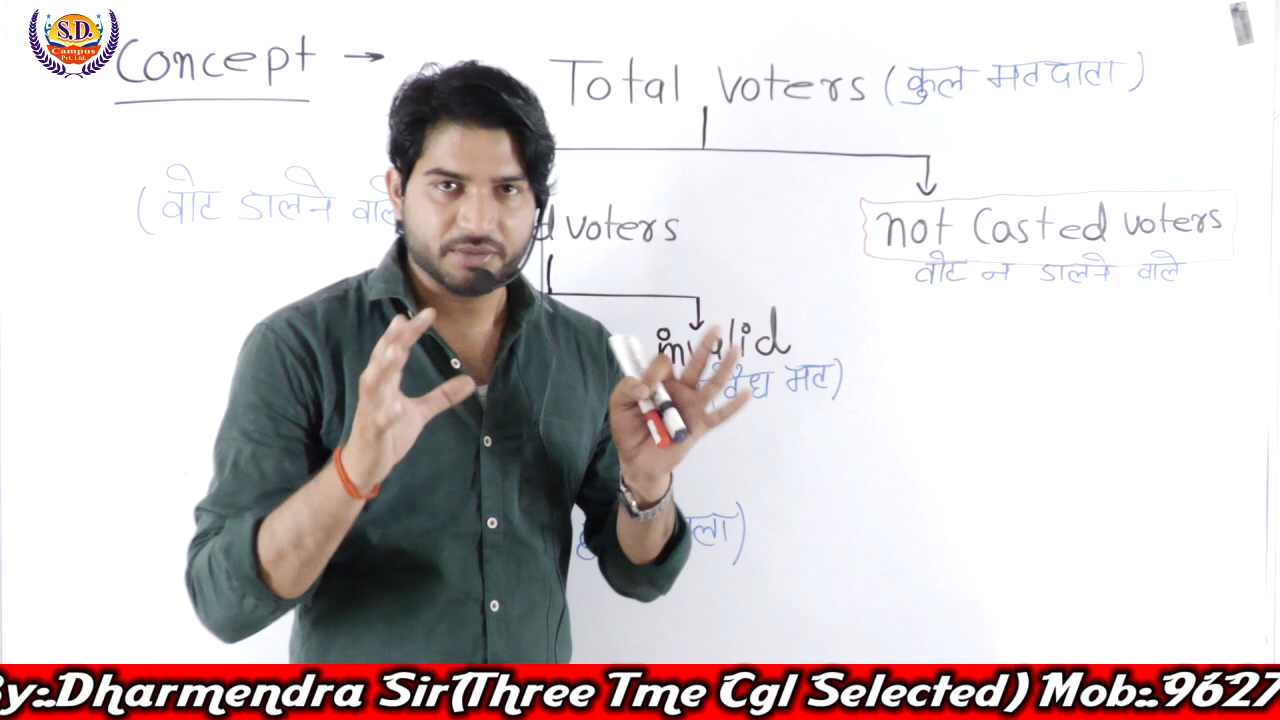 S.D.
Campus
Pvt. Ltd.
Concept → Total voters (कुल मतदाता)
(वोट डालने वाले d voters not Casted voters
वोट न डालने वाले
invalid
वैध मत)
ला)
By:.Dharmendra Sir(Three Tme Cgl Selected) Mob:.9627